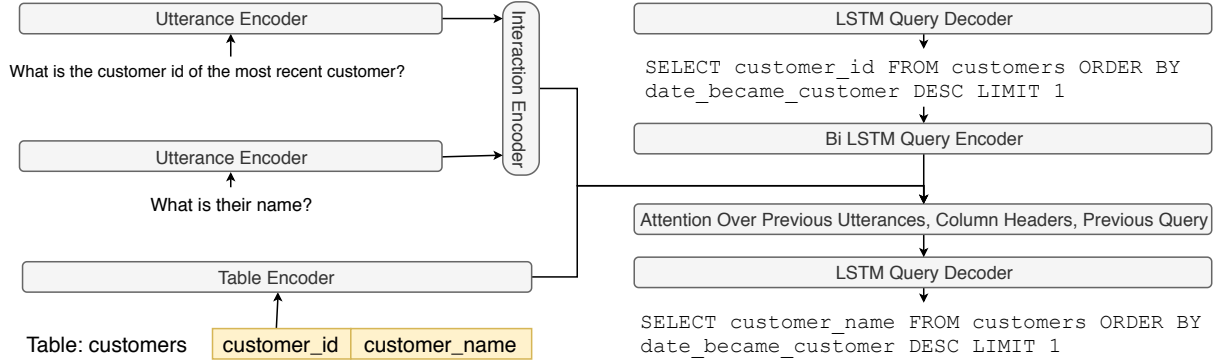 Utterance Encoder
What is the customer id of the most recent customer?
Utterance Encoder
What is their name?
Interaction Encoder
Table Encoder
Table: customers
customer_id
customer_name
LSTM Query Decoder
SELECT customer_id FROM customers ORDER BY
date_became_customer DESC LIMIT 1
Bi LSTM Query Encoder
Attention Over Previous Utterances, Column Headers, Previous Query
LSTM Query Decoder
SELECT customer_name FROM customers ORDER BY
date_became_customer DESC LIMIT 1